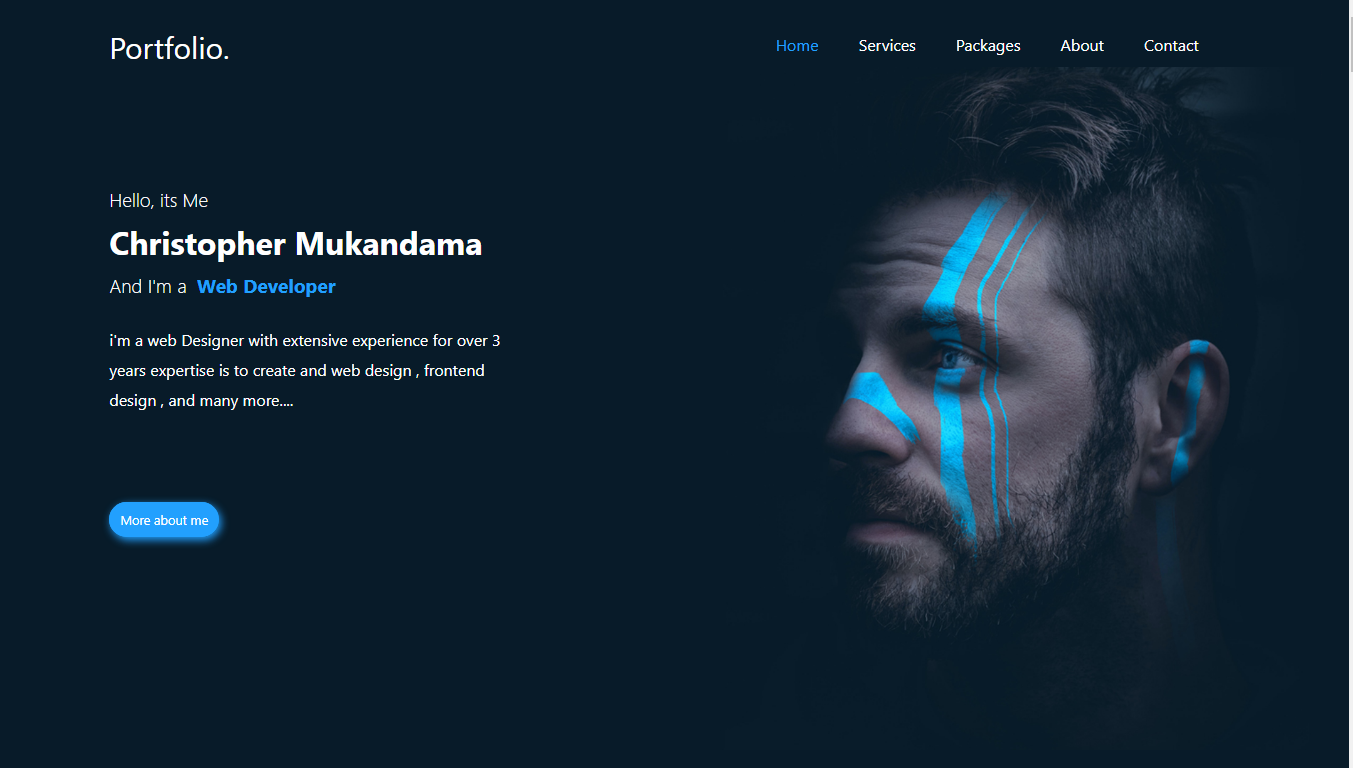 Portfolio.
Home Services Packages About Contact
Hello, its Me
Christopher Mukandama
And I'm a Web Developer
i'm a web Designer with extensive experience for over 3
years expertise is to create and web design , frontend
design , and many more....
More about me